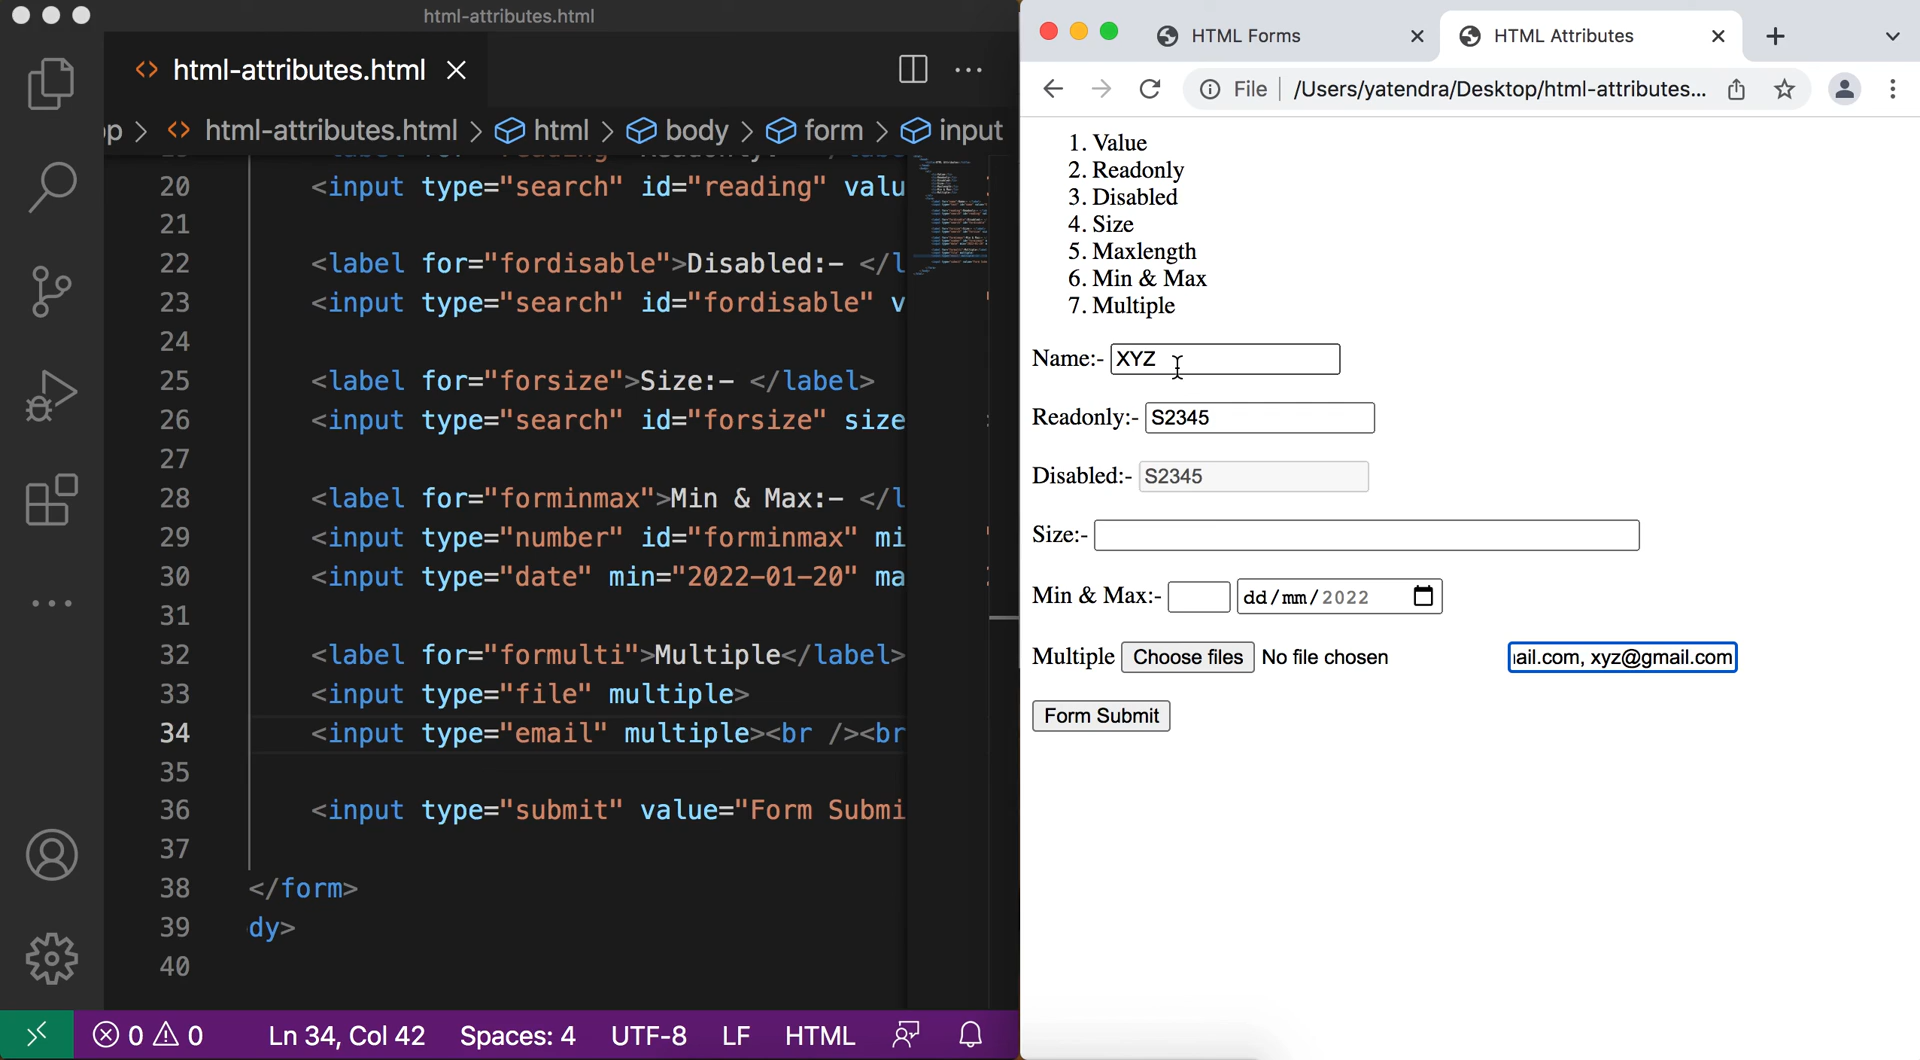 html-attributes.html
html-attributes.html
html-attributes.html > html > body > form > input
20 <input type="search" id="reading" valu
21
22 <label for="fordisable">Disabled:- </l
23 <input type="search" id="fordisable" v
24
25 <label for="forsize">Size:- </label>
26 <input type="search" id="forsize" size
27
28 <label for="forminmax">Min & Max:- </l
29 <input type="number" id="forminmax" mi
30 <input type="date" min="2022-01-20" ma
31
32 <label for="formulti">Multiple</label>
33 <input type="file" multiple>
34 <input type="email" multiple><br /><br
35
36 <input type="submit" value="Form Submi
37
38 </form>
39 dy>
40
0 0 Ln 34, Col 42 Spaces: 4 UTF-8 LF HTML
HTML Forms
HTML Attributes
File /Users/yatendra/Desktop/html-attributes...
1. Value
2. Readonly
3. Disabled
4. Size
5. Maxlength
6. Min & Max
7. Multiple
Name:- XYZ
Readonly:- S2345
Disabled:- S2345
Size:-
Min & Max:- dd/mm/2022
Multiple Choose files No file chosen ail.com, xyz@gmail.com
Form Submit